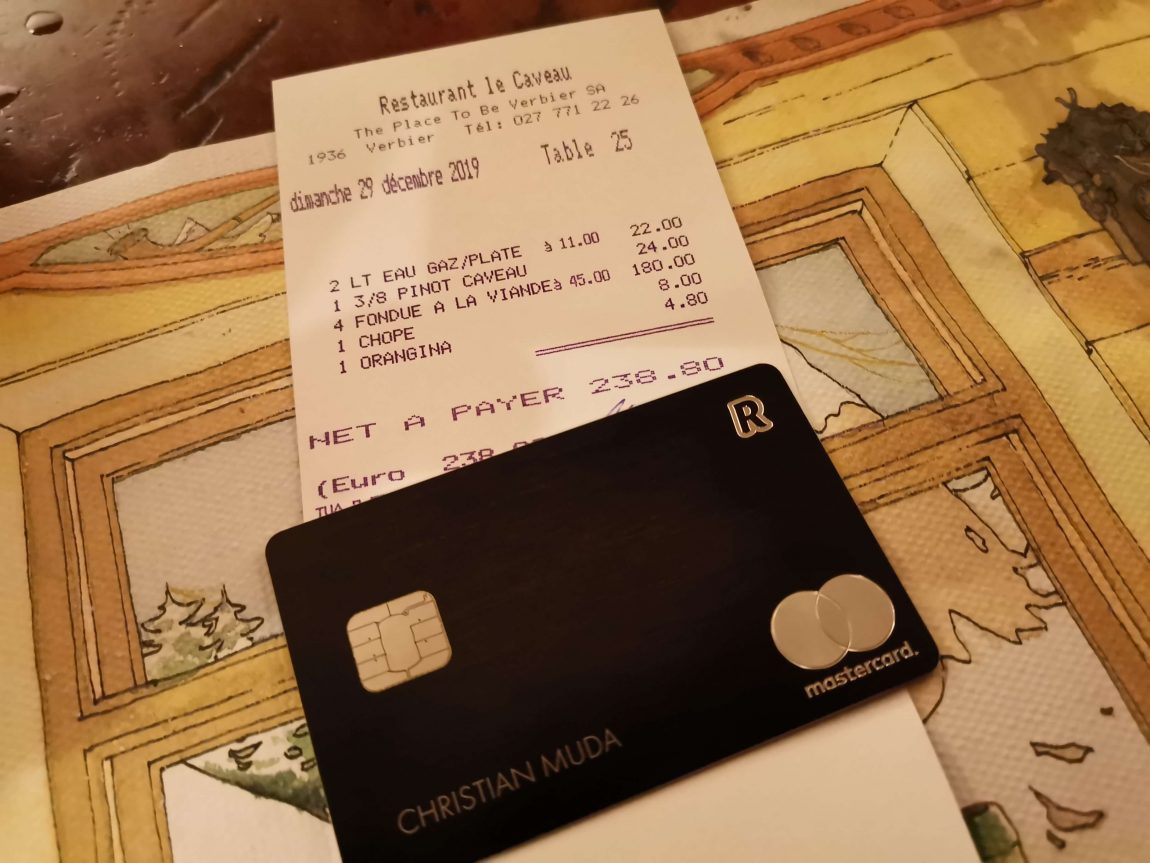 Restaurant le Caveau
The Place To Be Verbier SA
1936 Verbier Tél: 027 771 22 26
dimanche 29 décembre 2019 Table 25
2 LT EAU GAZ/PLATE à 11.00 22.00
1 3/8 PINOT CAVEAU 24.00
4 FONDUE A LA VIANDEà 45.00 180.00
1 CHOPE 8.00
1 ORANGINA 4.80
NET A PAYER 238.80
(Euro 238
R
mastercard.
CHRISTIAN MUDA